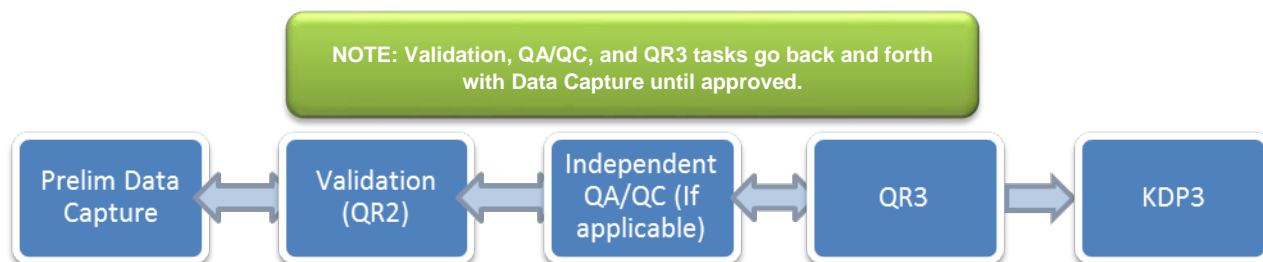 NOTE: Validation, QA/QC, and QR3 tasks go back and forth
with Data Capture until approved.
Prelim Data
Capture
Validation
(QR2)
Independent
QA/QC (If
applicable)
QR3
KDP3